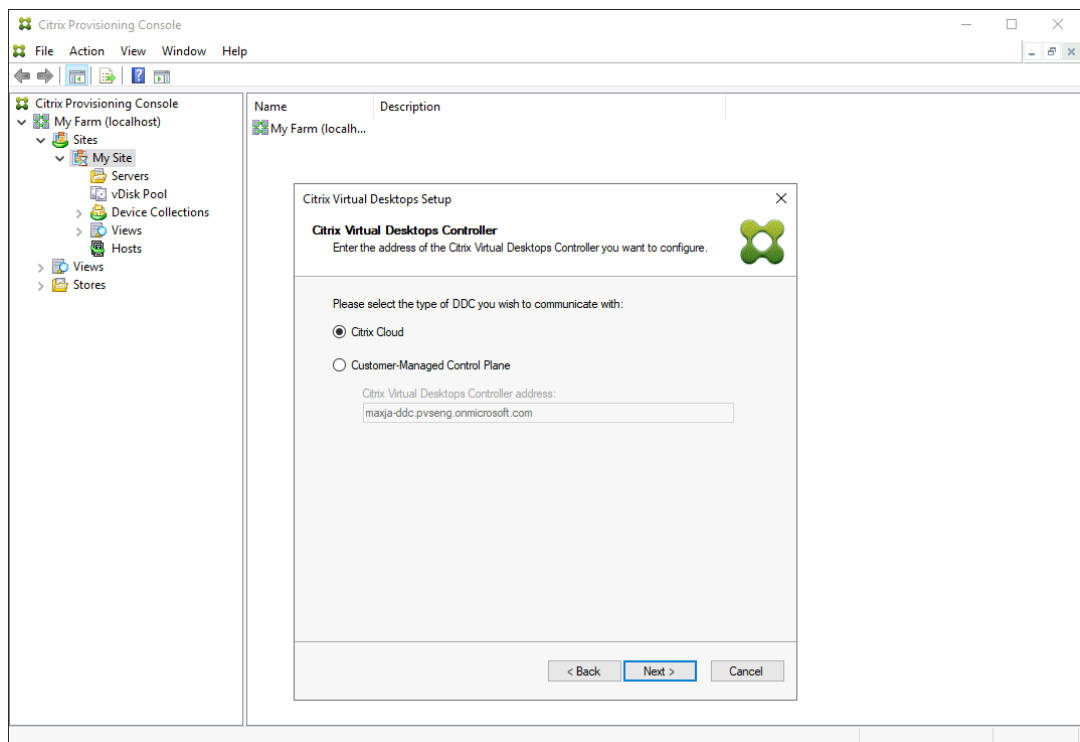 Citrix Provisioning Console
File Action View Window Help
Citrix Provisioning Console
My Farm (localhost)
Sites
My Site
Servers
vDisk Pool
Device Collections
Views
Hosts
Views
Stores
Name Description
My Farm (localh...
Citrix Virtual Desktops Setup
Citrix Virtual Desktops Controller
Enter the address of the Citrix Virtual Desktops Controller you want to configure.
Please select the type of DDC you wish to communicate with:
Citrix Cloud
Customer-Managed Control Plane
Citrix Virtual Desktops Controller address:
maxja-ddc.pvseng.onmicrosoft.com
< Back Next > Cancel